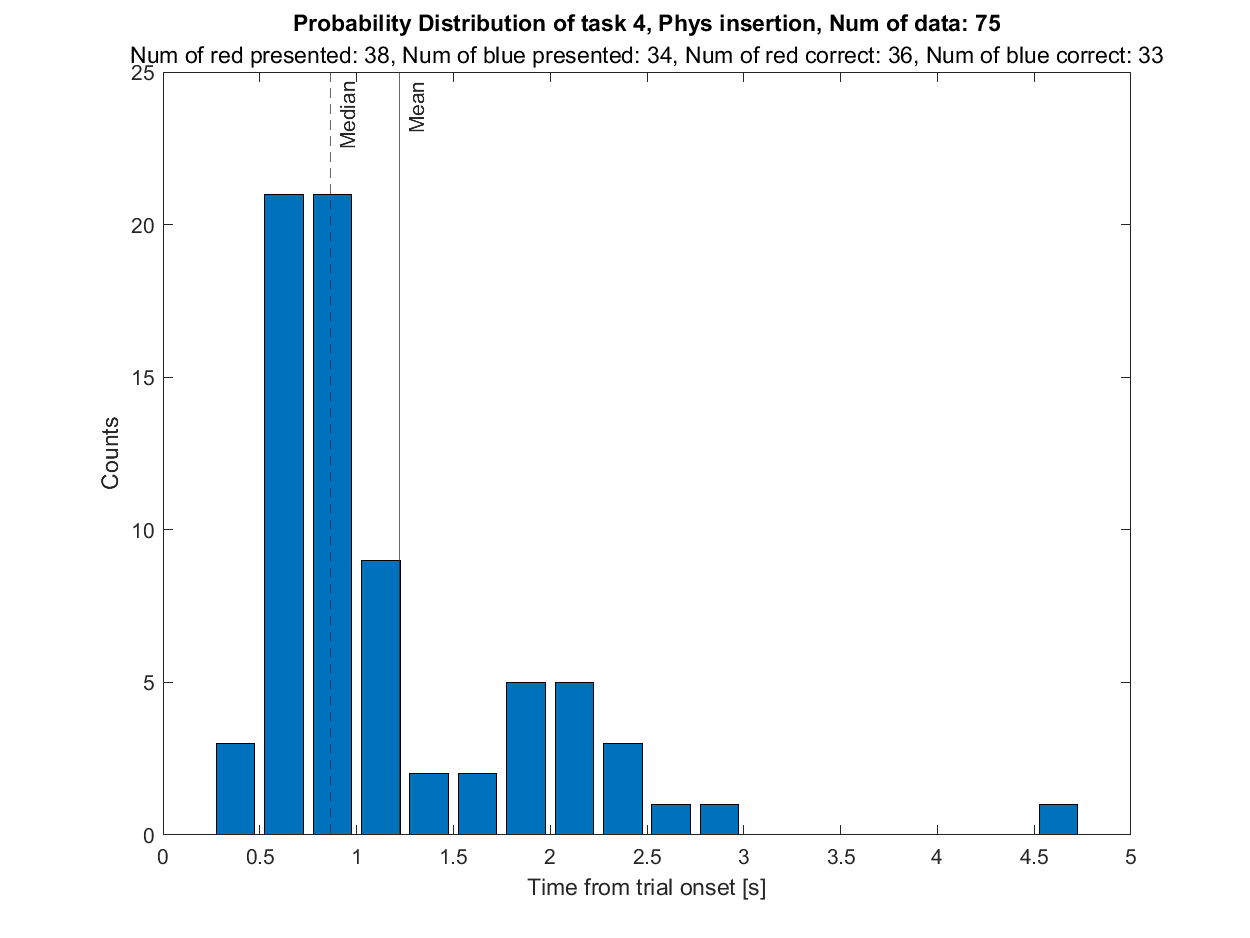 Probability Distribution of task 4, Phys insertion, Num of data: 75
Num of red presented: 38, Num of blue presented: 34, Num of red correct: 36, Num of blue correct: 33
25
20
15
10
5
0
Counts
Median
Mean
0 0.5 1 1.5 2 2.5 3 3.5 4 4.5 5
Time from trial onset [s]